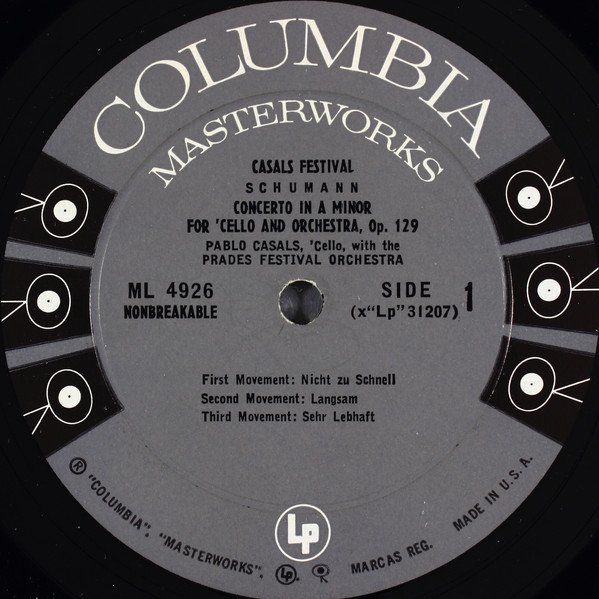 COLUMBIA
MASTERWORKS
CASALS FESTIVAL
SCHUMANN
CONCERTO IN A MINOR
FOR 'CELLO AND ORCHESTRA, Op. 129
PABLO CASALS, 'Cello, with the
PRADES FESTIVAL ORCHESTRA
ML 4926
NONBREAKABLE
SIDE 1
(x"Lp"31207)
First Movement: Nicht zu Schnell
Second Movement: Langsam
Third Movement: Sehr Lebhaft
Lp
® "COLUMBIA", "MASTERWORKS", Lp. MARCAS REG. MADE IN U.S.A.